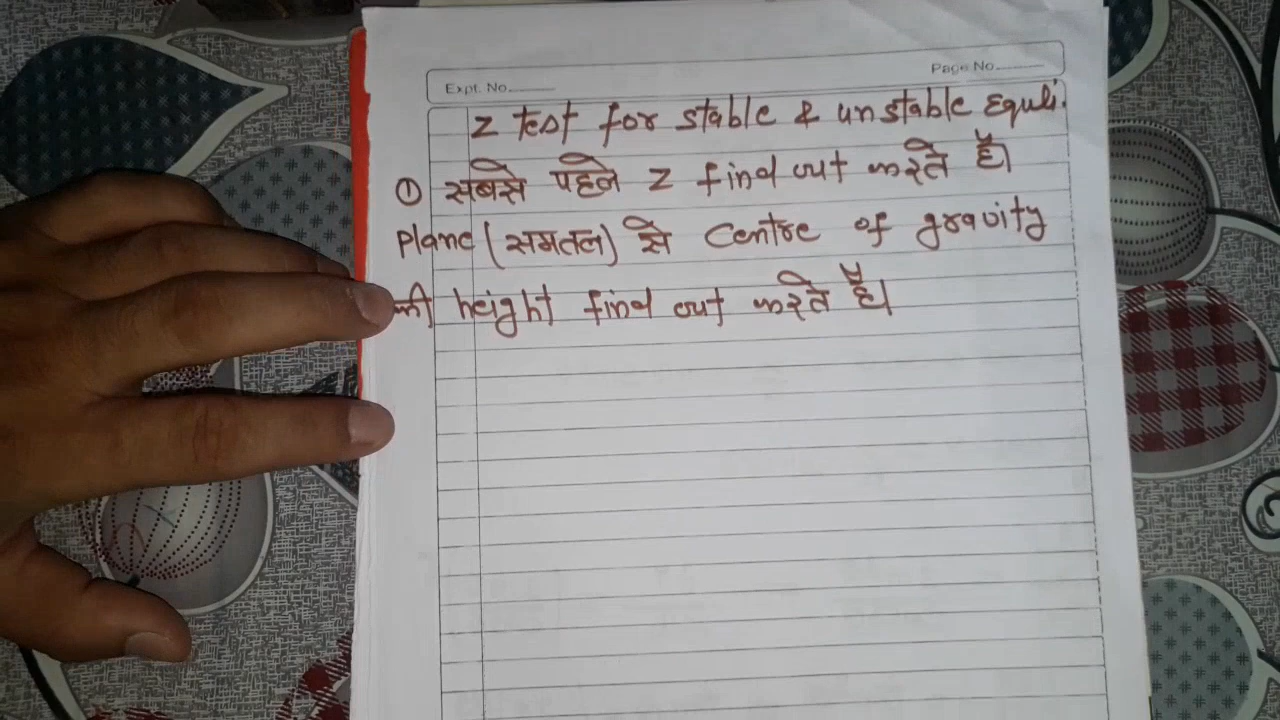 Expt. No.
Page No.
Z test for stable & unstable Equli.
① सबसे पहिले Z find out करते है।
Plane (समतल) से Centre of gravity
की height find out करते है।